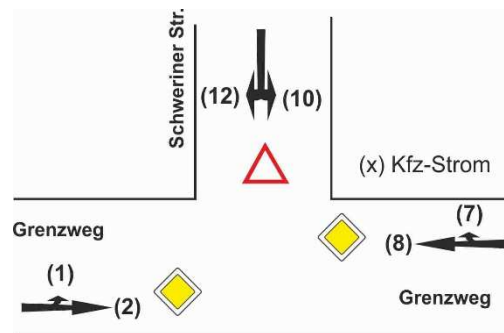 Schweriner Str.
(12)
(10)
(x) Kfz-Strom
Grenzweg
(7)
(8)
(1)
(2)
Grenzweg